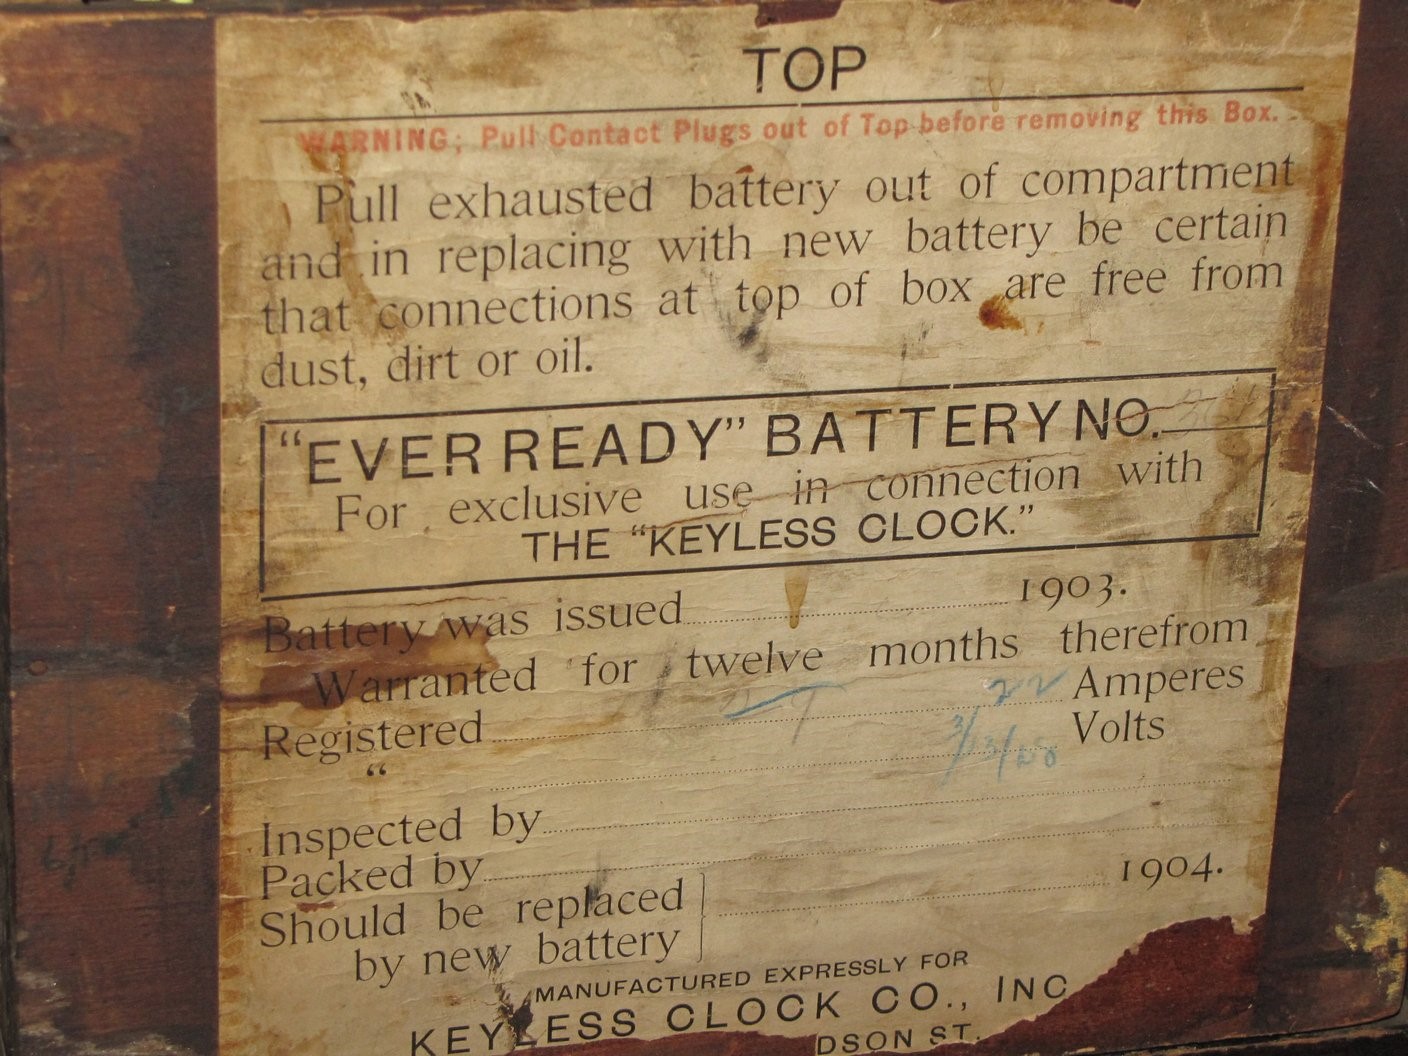 TOP
WARNING; Pull Contact Plugs out of Top before removing this Box.
Pull exhausted battery out of compartment
and in replacing with new battery be certain
that connections at top of box are free from
dust, dirt or oil.
"EVER READY" BATTERY NO.
For exclusive use in connection with
THE "KEYLESS CLOCK."
Battery was issued 1903.
Warranted for twelve months therefrom
Registered 22 Amperes
" Volts
Inspected by
Packed by
Should be replaced
by new battery 1904.
MANUFACTURED EXPRESSLY FOR
KEYLESS CLOCK CO., INC
DSON ST.